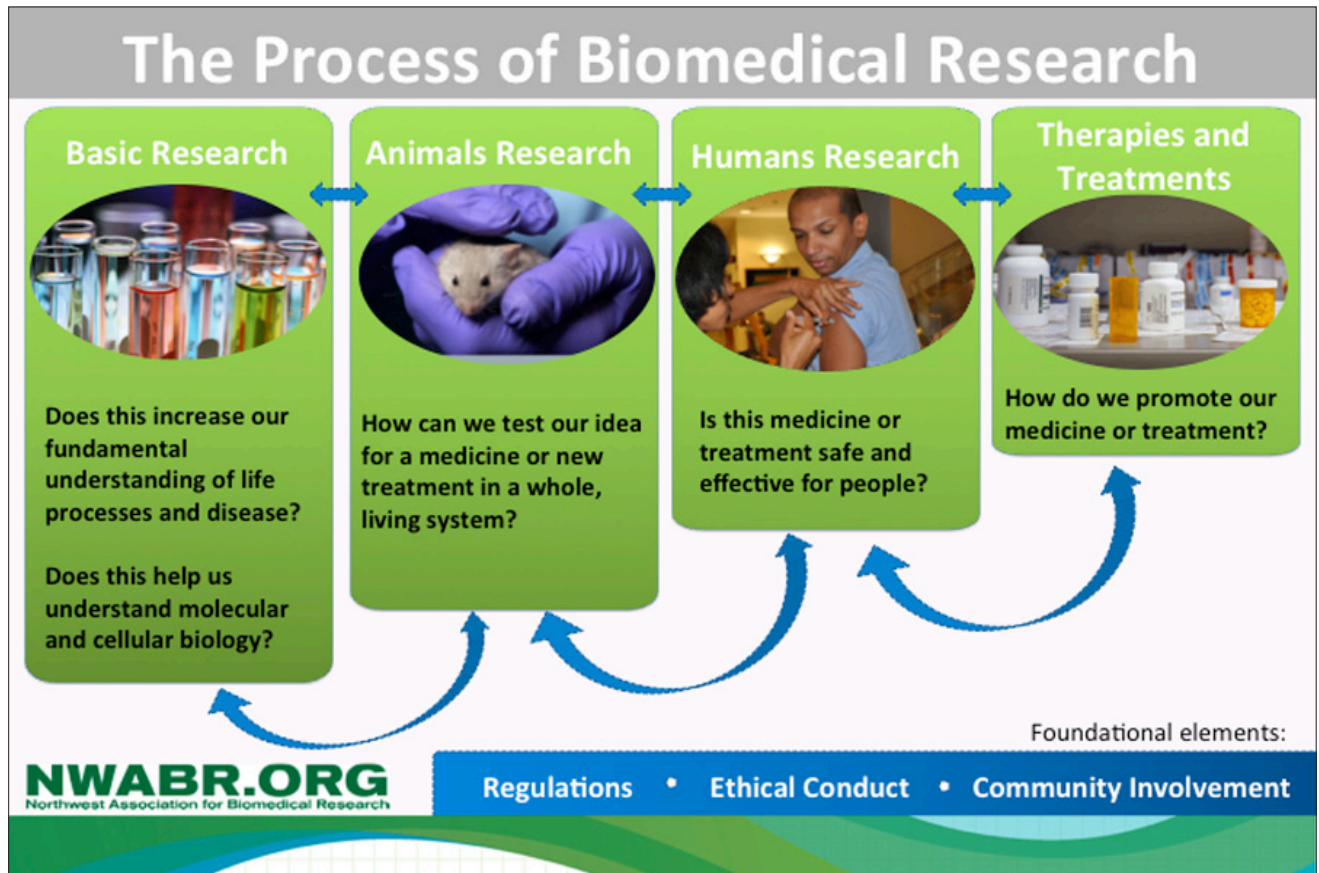 The Process of Biomedical Research
Basic Research
Does this increase our
fundamental
understanding of life
processes and disease?
Does this help us
understand molecular
and cellular biology?
Animals Research
How can we test our idea
for a medicine or new
treatment in a whole,
living system?
Humans Research
Is this medicine or
treatment safe and
effective for people?
Therapies and
Treatments
How do we promote our
medicine or treatment?
Foundational elements:
NWABR.ORG
Northwest Association for Biomedical Research
Regulations • Ethical Conduct • Community Involvement